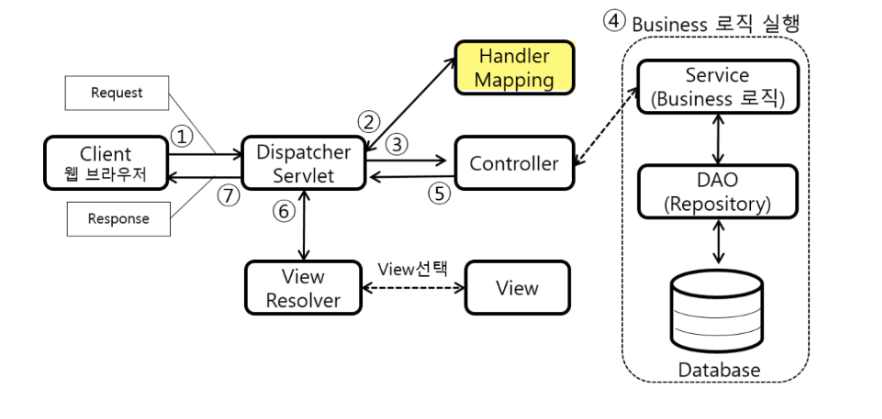 ④ Business 로직 실행
Handler
Mapping
Service
(Business 로직)
Request
①
②
③
Client
웹 브라우저
Dispatcher
Servlet
Controller
DAO
(Repository)
⑦
⑥
⑤
Response
View
Resolver
View선택
View
Database